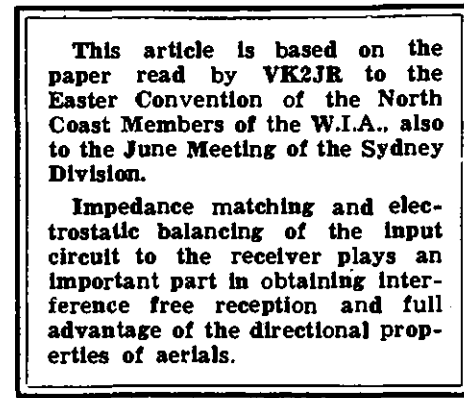 This article is based on the
paper read by VK2JR to the
Easter Convention of the North
Coast Members of the W.I.A., also
to the June Meeting of the Sydney
Division.
Impedance matching and elec-
trostatic balancing of the input
circuit to the receiver plays an
important part in obtaining inter-
ference free reception and full
advantage of the directional prop-
erties of aerials.